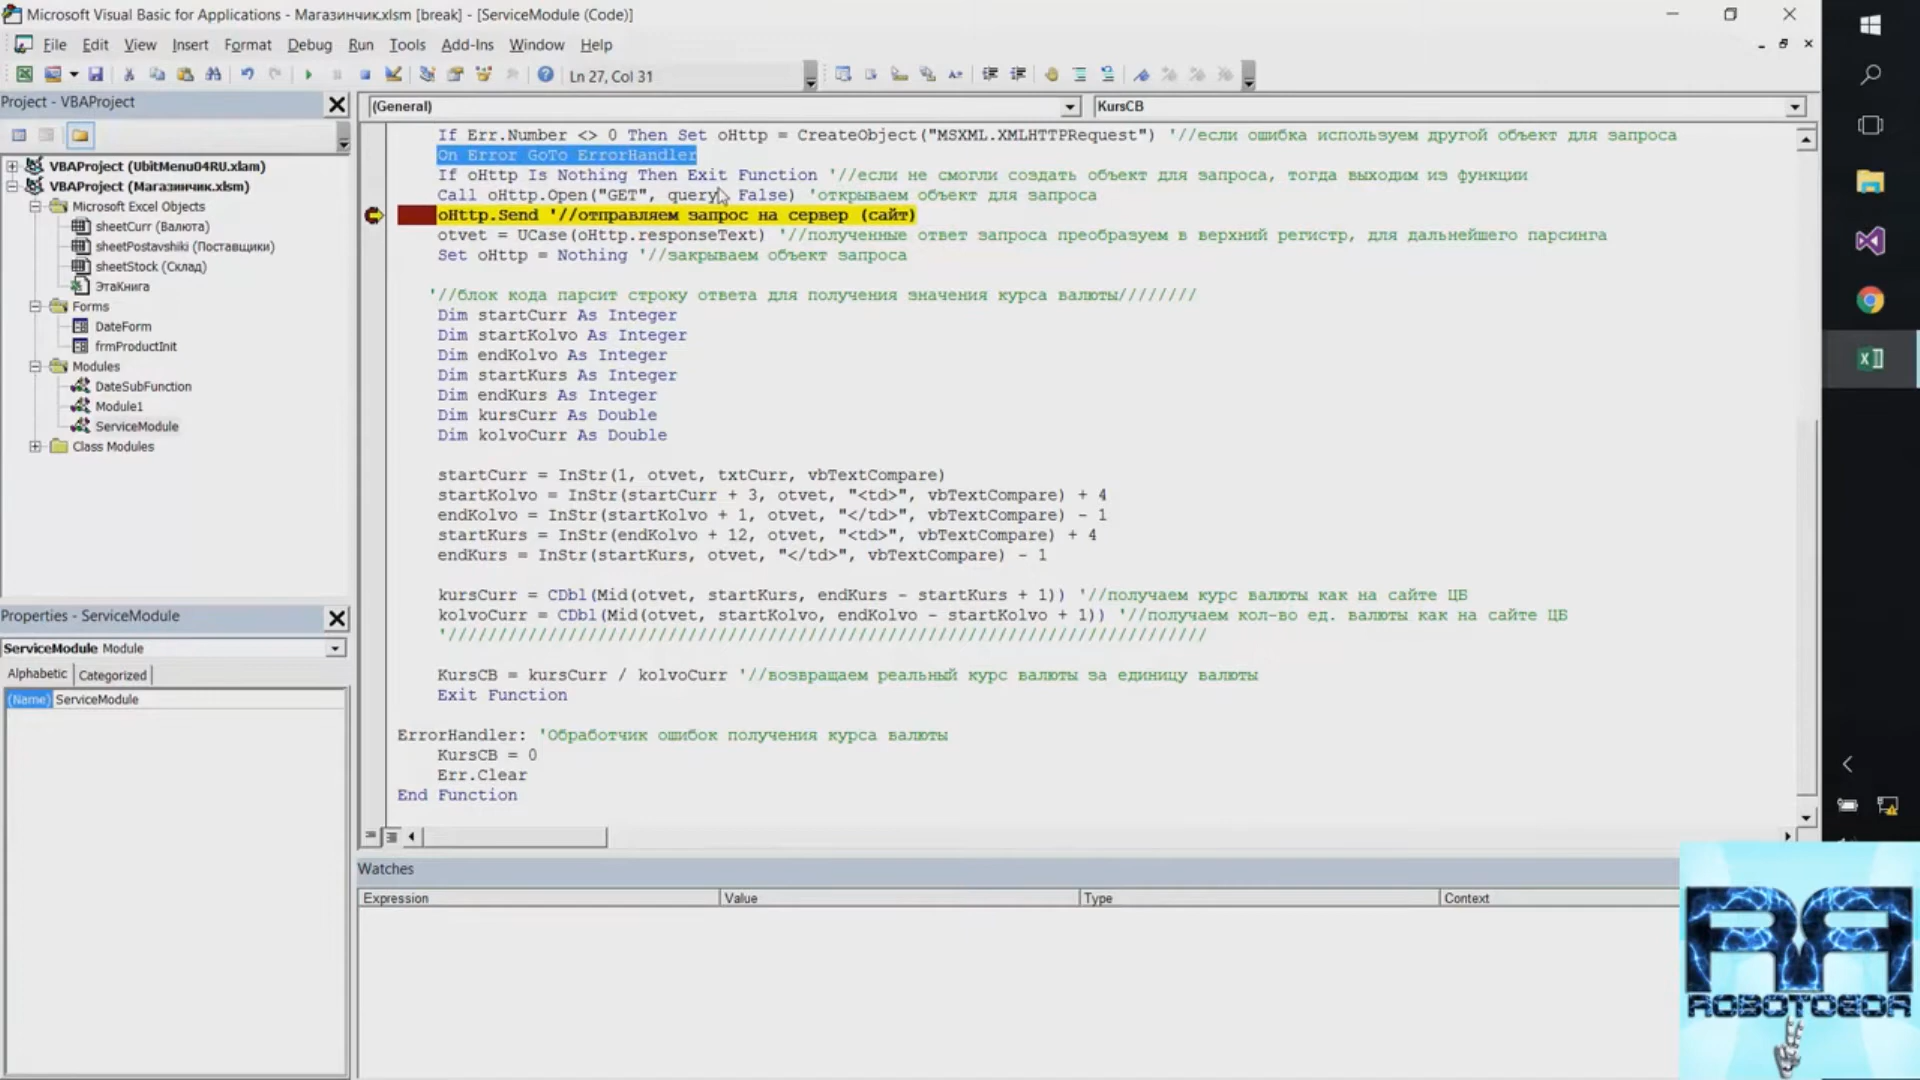 Microsoft Visual Basic for Applications - Магазинчик.xlsm [break] - [ServiceModule (Code)]
File Edit View Insert Format Debug Run Tools Add-Ins Window Help
Ln 27, Col 31
Project - VBAProject
VBAProject (UbitMenu04RU.xlam)
VBAProject (Магазинчик.xlsm)
Microsoft Excel Objects
sheetCurr (Валюта)
sheetPostavshiki (Поставщики)
sheetStock (Склад)
ЭтаКнига
Forms
DateForm
frmProductInit
Modules
DateSubFunction
Module1
ServiceModule
Class Modules
Properties - ServiceModule
ServiceModule Module
Alphabetic Categorized
(Name) ServiceModule
(General) KursCB
If Err.Number <> 0 Then Set oHttp = CreateObject("MSXML.XMLHTTPRequest") '//если ошибка используем другой объект для запроса
On Error GoTo ErrorHandler
If oHttp Is Nothing Then Exit Function '//если не смогли создать объект для запроса, тогда выходим из функции
Call oHttp.Open("GET", query, False) 'открываем объект для запроса
oHttp.Send '//отправляем запрос на сервер (сайт)
otvet = UCase(oHttp.responseText) '//полученные ответ запроса преобразуем в верхний регистр, для дальнейшего парсинга
Set oHttp = Nothing '//закрываем объект запроса
'//блок кода парсит строку ответа для получения значения курса валюты////////
Dim startCurr As Integer
Dim startKolvo As Integer
Dim endKolvo As Integer
Dim startKurs As Integer
Dim endKurs As Integer
Dim kursCurr As Double
Dim kolvoCurr As Double
startCurr = InStr(1, otvet, txtCurr, vbTextCompare)
startKolvo = InStr(startCurr + 3, otvet, "<td>", vbTextCompare) + 4
endKolvo = InStr(startKolvo + 1, otvet, "</td>", vbTextCompare) - 1
startKurs = InStr(endKolvo + 12, otvet, "<td>", vbTextCompare) + 4
endKurs = InStr(startKurs, otvet, "</td>", vbTextCompare) - 1
kursCurr = CDbl(Mid(otvet, startKurs, endKurs - startKurs + 1)) '//получаем курс валюты как на сайте ЦБ
kolvoCurr = CDbl(Mid(otvet, startKolvo, endKolvo - startKolvo + 1)) '//получаем кол-во ед. валюты как на сайте ЦБ
'////////////////////////////////////////////////////////////////////////////
KursCB = kursCurr / kolvoCurr '//возвращаем реальный курс валюты за единицу валюты
Exit Function
ErrorHandler: 'Обработчик ошибок получения курса валюты
KursCB = 0
Err.Clear
End Function
Watches
Expression Value Type Context